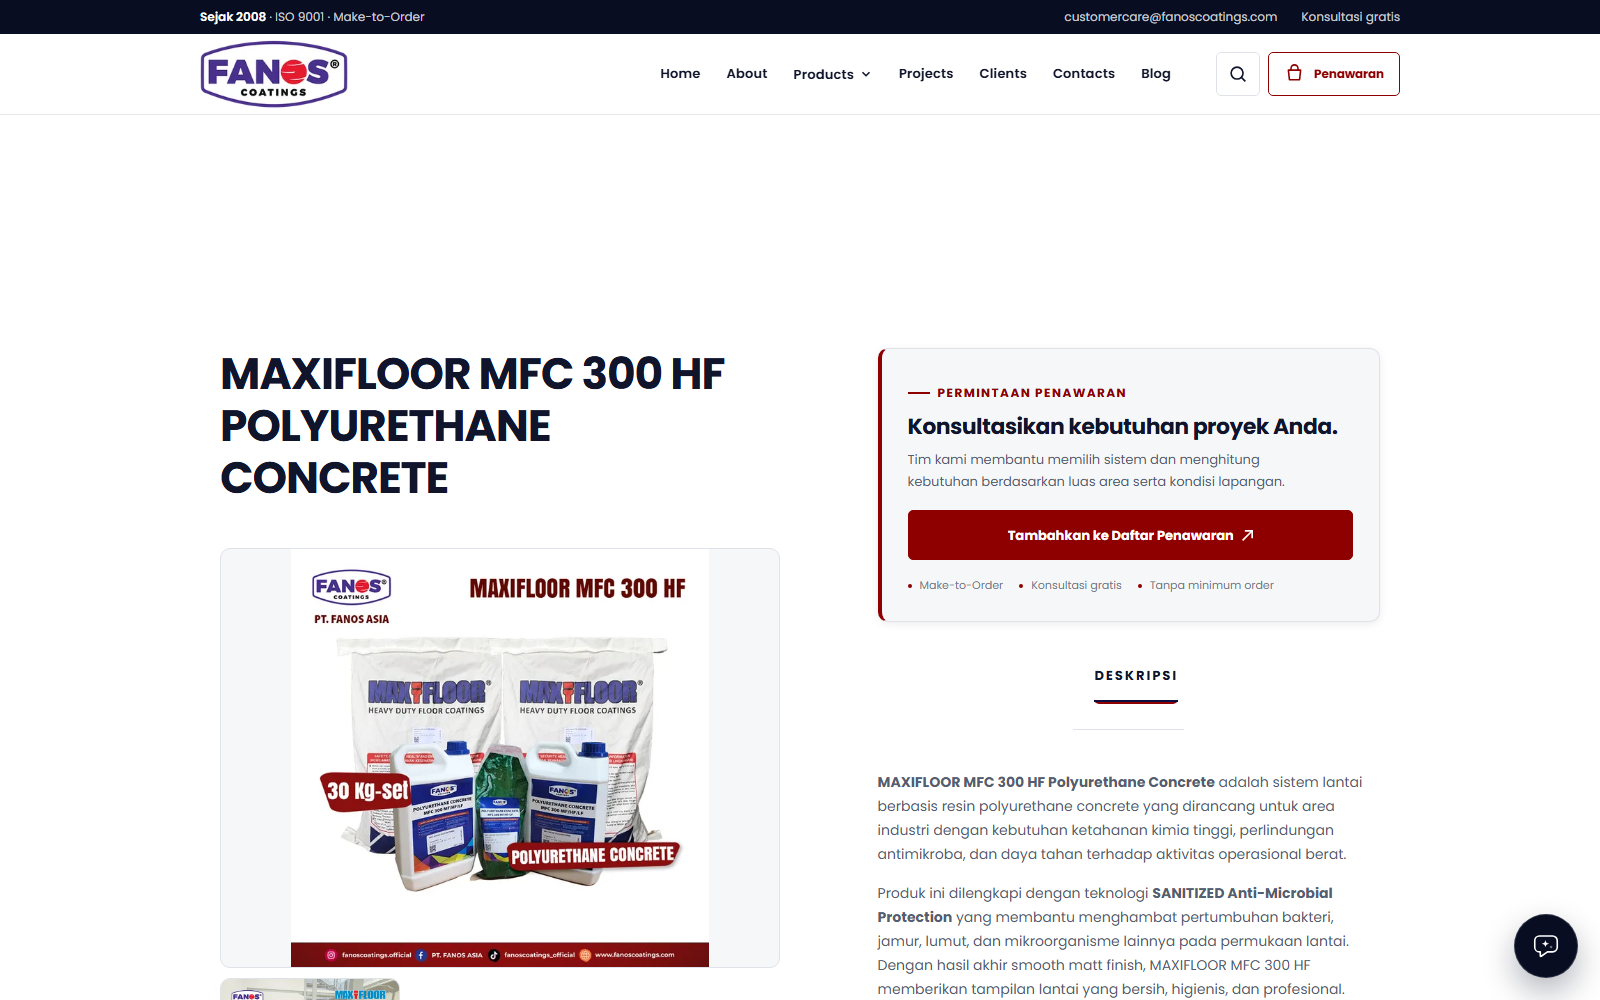 Sejak 2008 · ISO 9001 · Make-to-Order
customercare@fanoscoatings.com
Konsultasi gratis
FANOS®
COATINGS
Home
About
Products
Projects
Clients
Contacts
Blog
Penawaran
MAXIFLOOR MFC 300 HF
POLYURETHANE
CONCRETE
FANOS®
COATINGS
PT. FANOS ASIA
MAXIFLOOR MFC 300 HF
MAXIFLOOR®
HEAVY DUTY FLOOR COATINGS
MAXIFLOOR®
HEAVY DUTY FLOOR COATINGS
30 Kg-set
FANOS
POLYURETHANE CONCRETE
FANOS
POLYURETHANE CONCRETE
POLYURETHANE CONCRETE
fanoscoatings.official
PT. FANOS ASIA
fanoscoatings_official
www.fanoscoatings.com
FANOS
MAXIFLOOR
PERMINTAAN PENAWARAN
Konsultasikan kebutuhan proyek Anda.
Tim kami membantu memilih sistem dan menghitung
kebutuhan berdasarkan luas area serta kondisi lapangan.
Tambahkan ke Daftar Penawaran
Make-to-Order
Konsultasi gratis
Tanpa minimum order
DESKRIPSI
MAXIFLOOR MFC 300 HF Polyurethane Concrete adalah sistem lantai
berbasis resin polyurethane concrete yang dirancang untuk area
industri dengan kebutuhan ketahanan kimia tinggi, perlindungan
antimikroba, dan daya tahan terhadap aktivitas operasional berat.
Produk ini dilengkapi dengan teknologi SANITIZED Anti-Microbial
Protection yang membantu menghambat pertumbuhan bakteri,
jamur, lumut, dan mikroorganisme lainnya pada permukaan lantai.
Dengan hasil akhir smooth matt finish, MAXIFLOOR MFC 300 HF
memberikan tampilan lantai yang bersih, higienis, dan profesional.